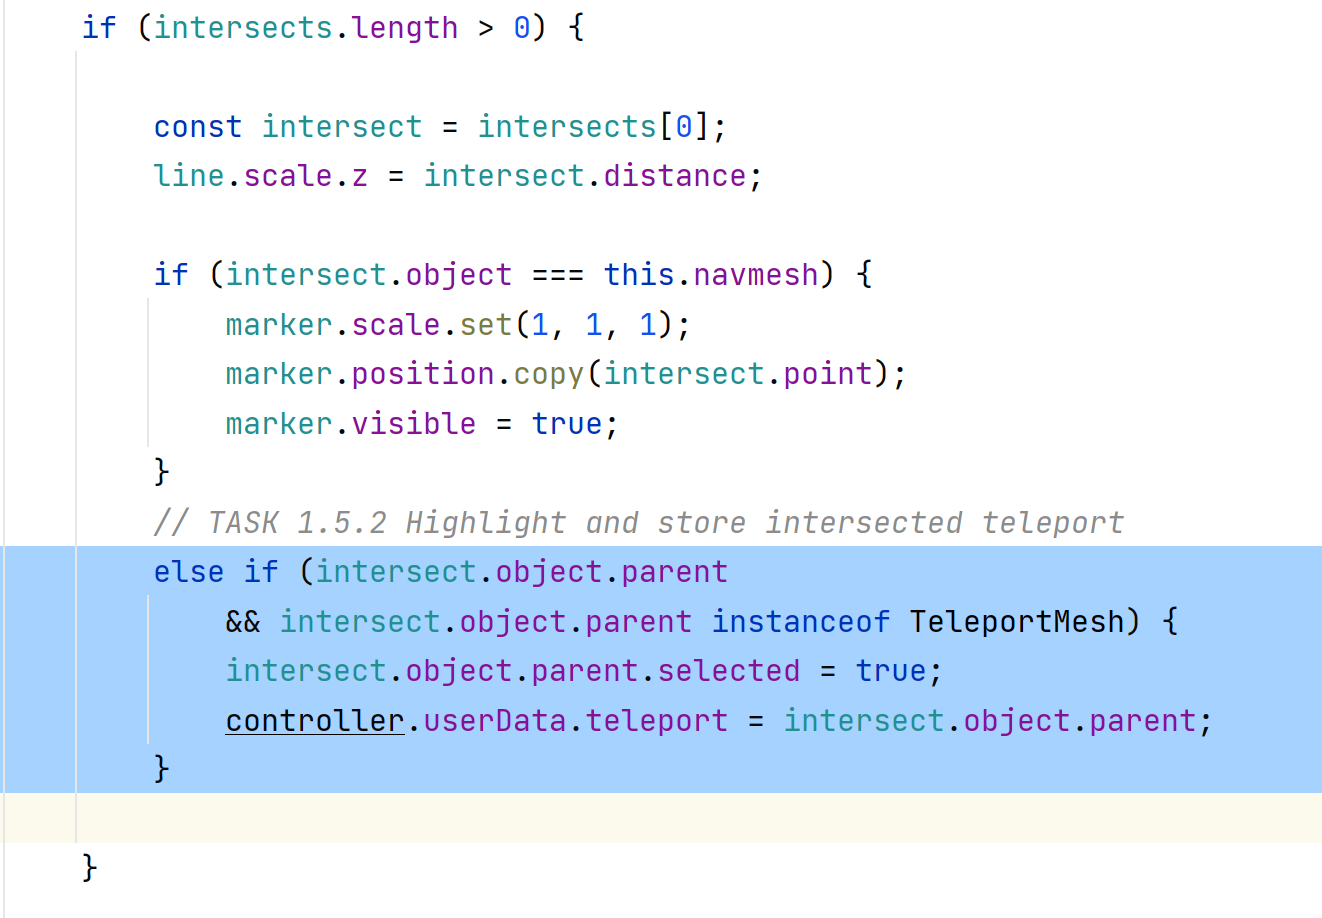 if (intersects.length > 0) {
const intersect = intersects[0];
line.scale.z = intersect.distance;
if (intersect.object === this.navmesh) {
marker.scale.set(1, 1, 1);
marker.position.copy(intersect.point);
marker.visible = true;
}
// TASK 1.5.2 Highlight and store intersected teleport
else if (intersect.object.parent
&& intersect.object.parent instanceof TeleportMesh) {
intersect.object.parent.selected = true;
controller.userData.teleport = intersect.object.parent;
}
}